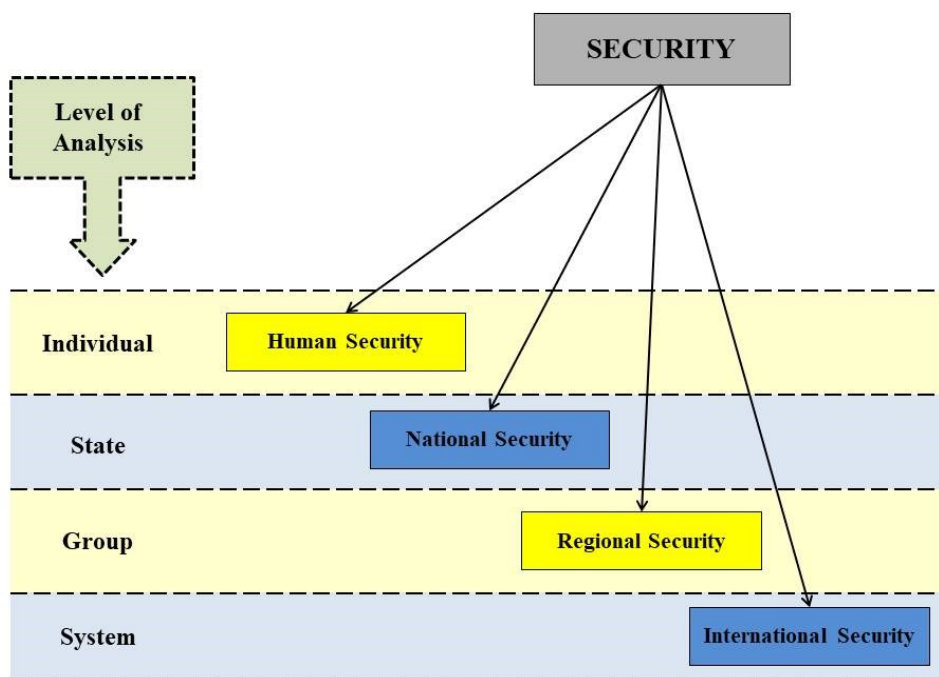 SECURITY
Level of
Analysis
Individual
Human Security
State
National Security
Group
Regional Security
System
International Security